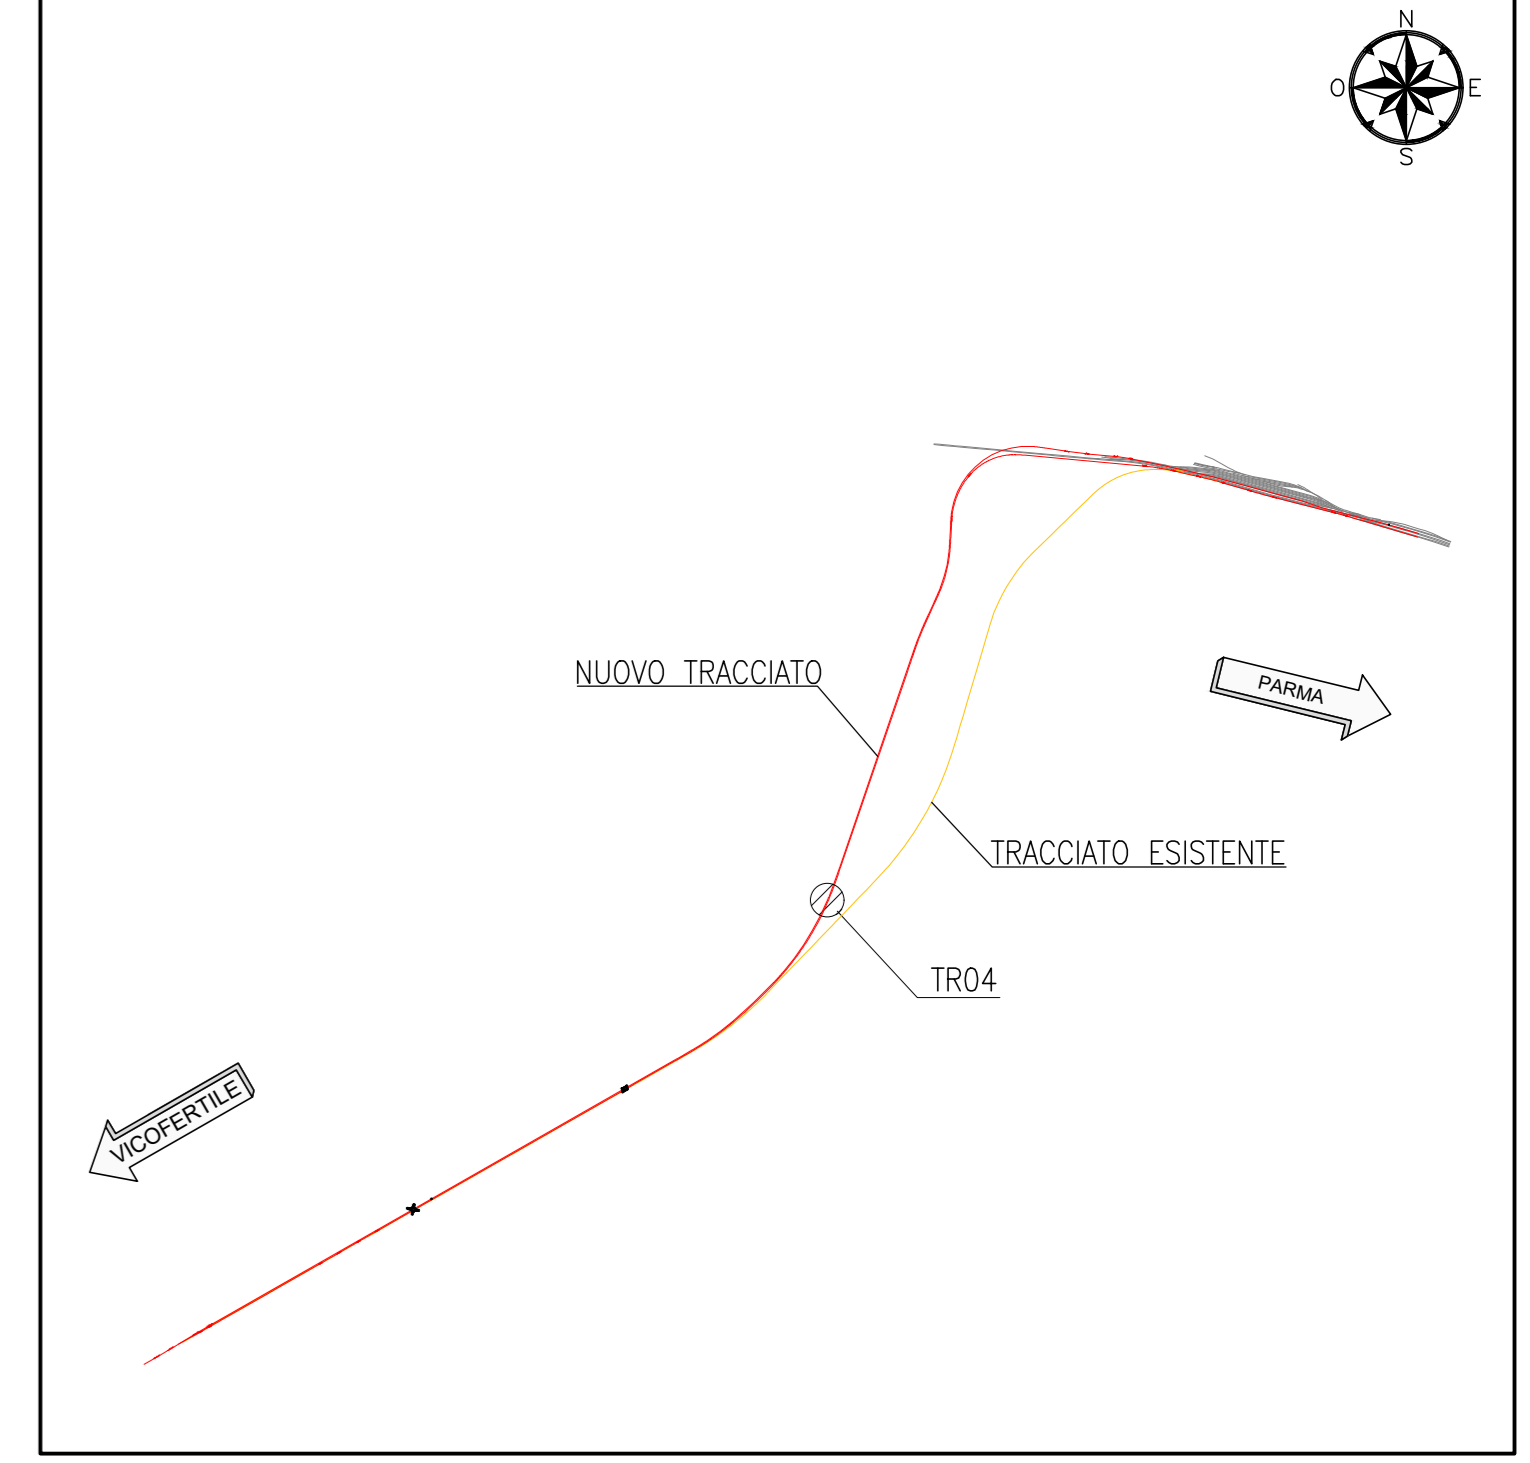 N
O
E
S
NUOVO TRACCIATO
PARMA
TRACCIATO ESISTENTE
TR04
VICOFERTILE